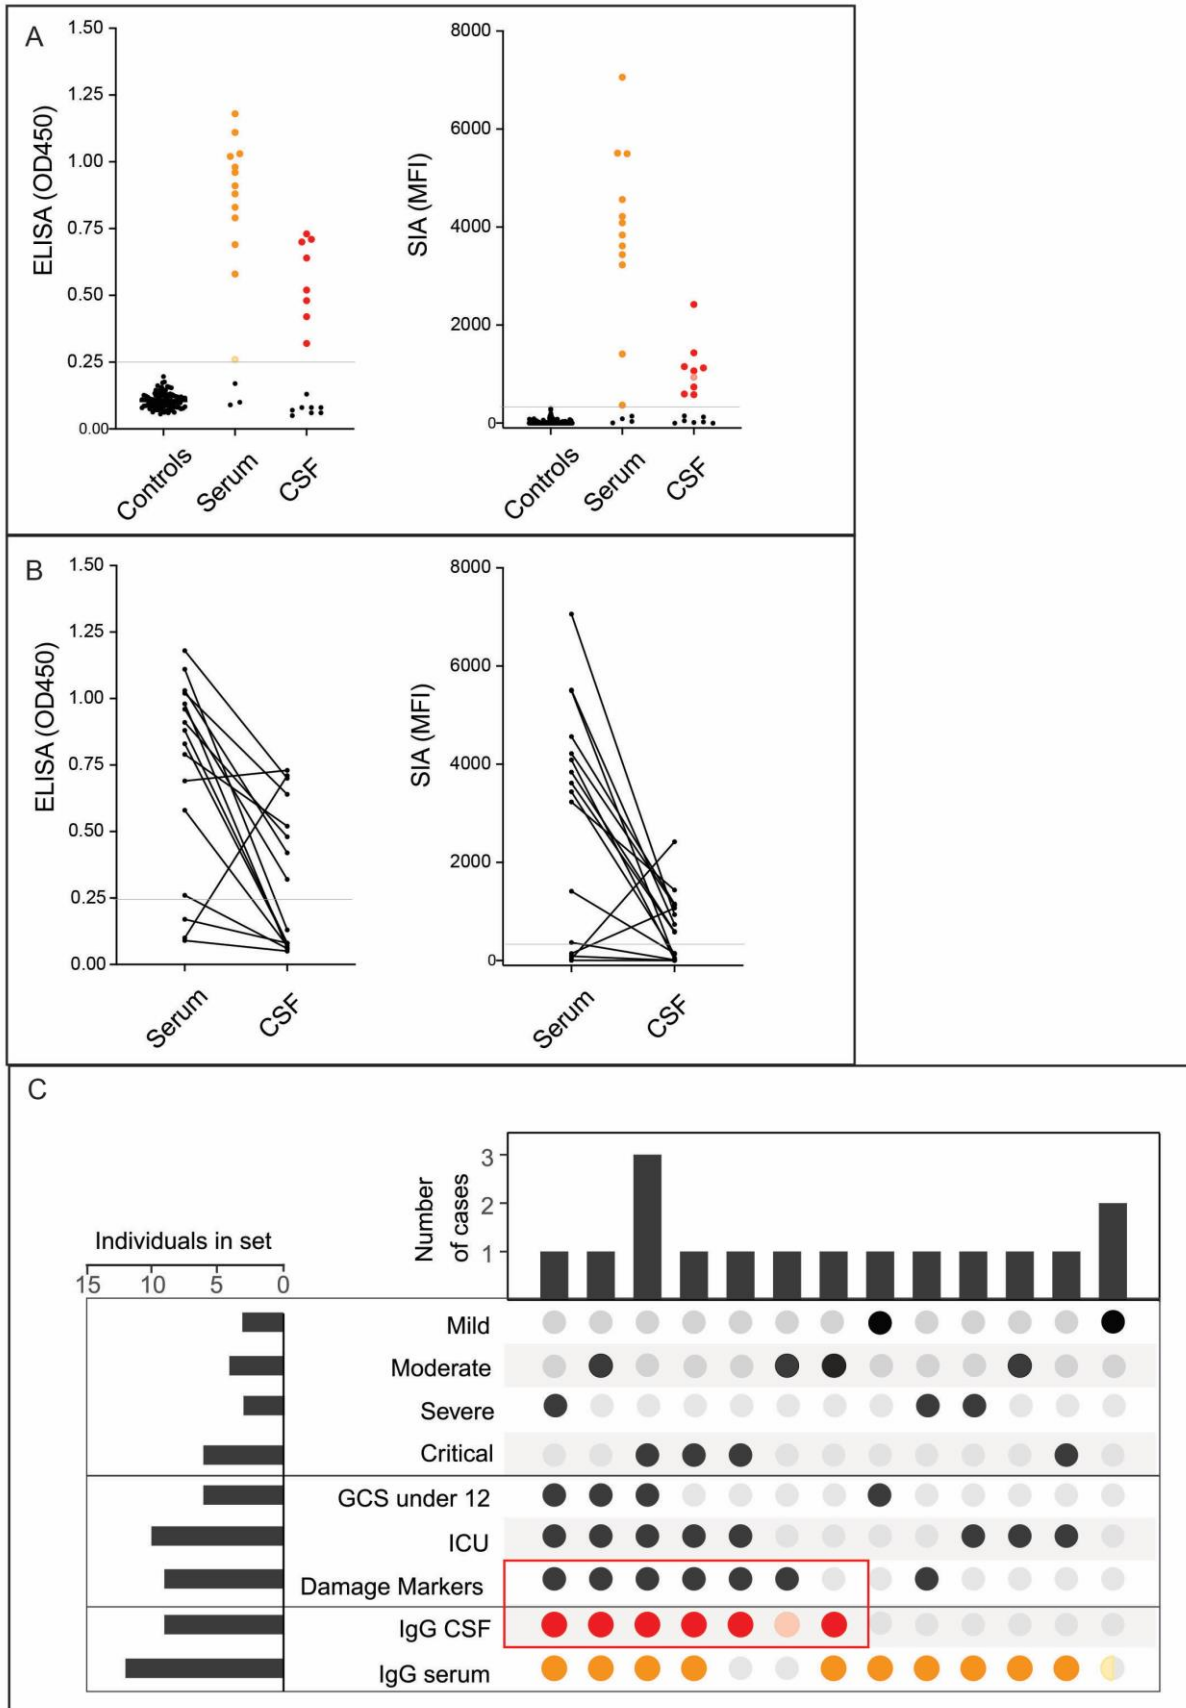 A
ELISA (OD450)
1.50
1.25
1.00
0.75
0.50
0.25
0.00
Controls
Serum
CSF
SIA (MFI)
8000
6000
4000
2000
0
Controls
Serum
CSF
B
ELISA (OD450)
1.50
1.25
1.00
0.75
0.50
0.25
0.00
Serum
CSF
SIA (MFI)
8000
6000
4000
2000
0
Serum
CSF
C
Number
of cases
3
2
1
Individuals in set
15 10 5 0
Mild
Moderate
Severe
Critical
GCS under 12
ICU
Damage Markers
IgG CSF
IgG serum